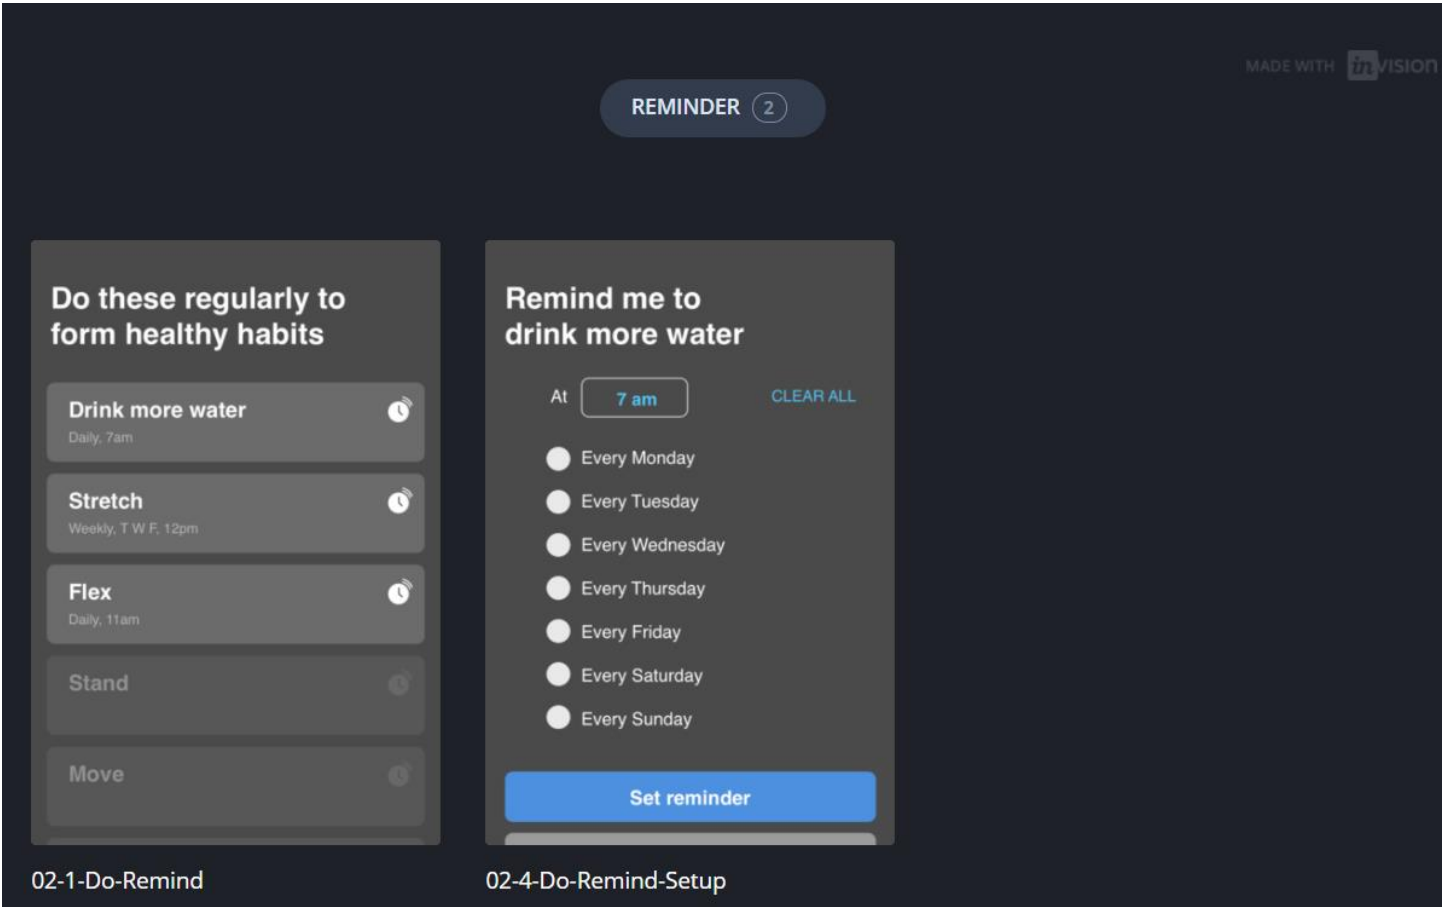 MADE WITH inVISION
REMINDER 2
Do these regularly to
form healthy habits
Drink more water
Daily, 7am
Stretch
Weekly, T W F, 12pm
Flex
Daily, 11am
Stand
Move
02-1-Do-Remind
Remind me to
drink more water
At 7 am CLEAR ALL
Every Monday
Every Tuesday
Every Wednesday
Every Thursday
Every Friday
Every Saturday
Every Sunday
Set reminder
02-4-Do-Remind-Setup